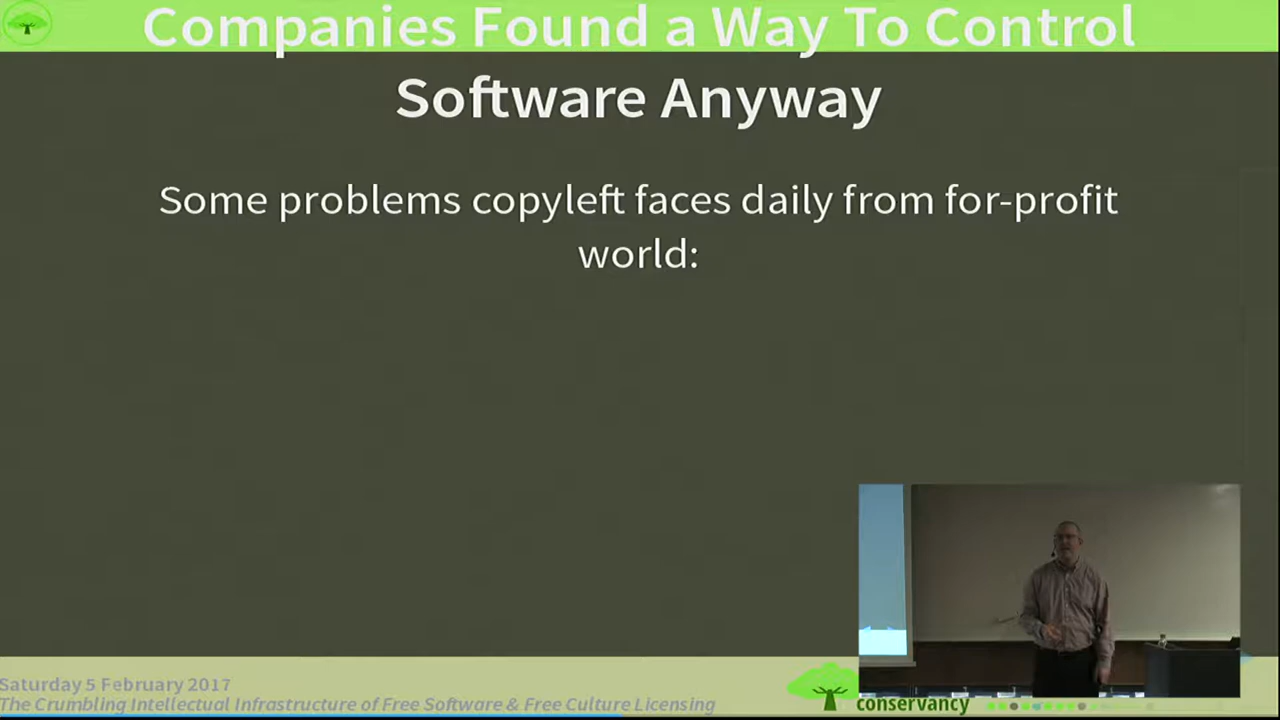 Companies Found a Way To Control
Software Anyway
Some problems copyleft faces daily from for-profit
world:
Saturday 5 February 2017
The Crumbling Intellectual Infrastructure of Free Software & Free Culture Licensing
conservancy